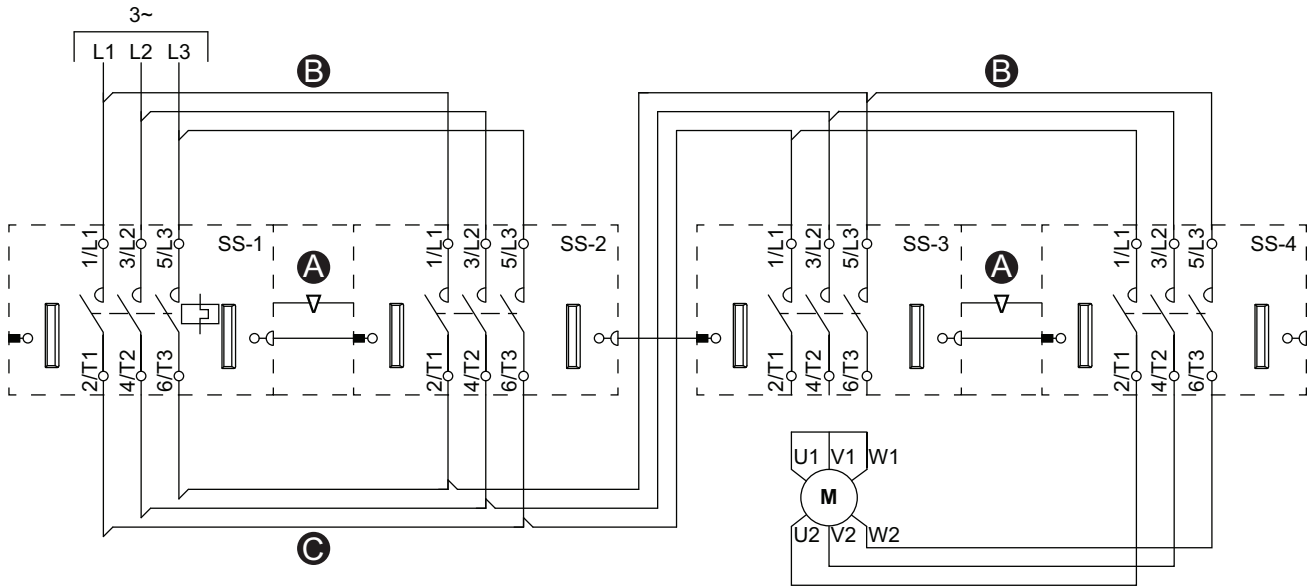 3~
L1 L2 L3
B B
1/L1 3/L2 5/L3 SS-1 1/L1 3/L2 5/L3 SS-2 1/L1 3/L2 5/L3 SS-3 1/L1 3/L2 5/L3 SS-4
A A
2/T1 4/T2 6/T3 2/T1 4/T2 6/T3 2/T1 4/T2 6/T3 2/T1 4/T2 6/T3
U1 V1 W1
M
U2 V2 W2
C